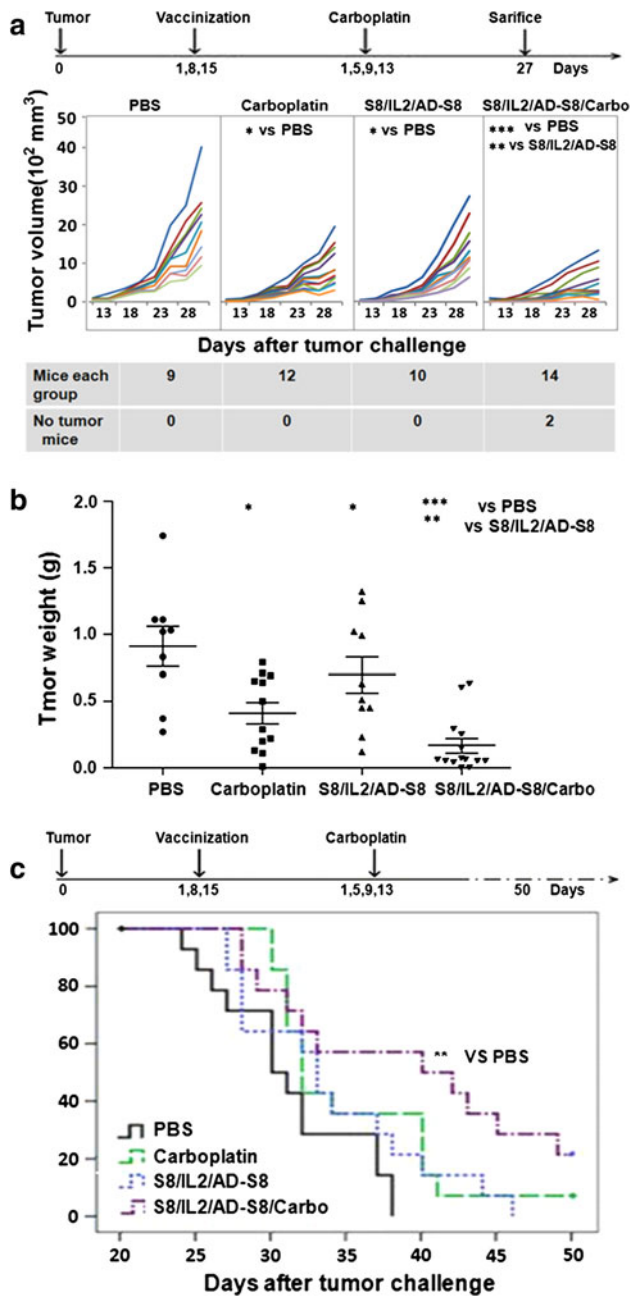 a
Tumor Vaccinization Carboplatin Sarifice
0 1,8,15 1,5,9,13 27 Days
PBS Carboplatin S8/IL2/AD-S8 S8/IL2/AD-S8/Carbo
* vs PBS * vs PBS *** vs PBS
** vs S8/IL2/AD-S8
Tumor volume(10² mm³)
50
40
30
20
10
0
13 18 23 28 13 18 23 28 13 18 23 28 13 18 23 28
Days after tumor challenge
Mice each group 9 12 10 14
No tumor mice 0 0 0 2
b
* * *** vs PBS
** vs S8/IL2/AD-S8
Tmor weight (g)
2.0
1.5
1.0
0.5
0.0
PBS Carboplatin S8/IL2/AD-S8 S8/IL2/AD-S8/Carbo
c
Tumor Vaccinization Carboplatin
0 1,8,15 1,5,9,13 50 Days
100
80
60
40
20
0
** VS PBS
PBS
Carboplatin
S8/IL2/AD-S8
S8/IL2/AD-S8/Carbo
20 25 30 35 40 45 50
Days after tumor challenge